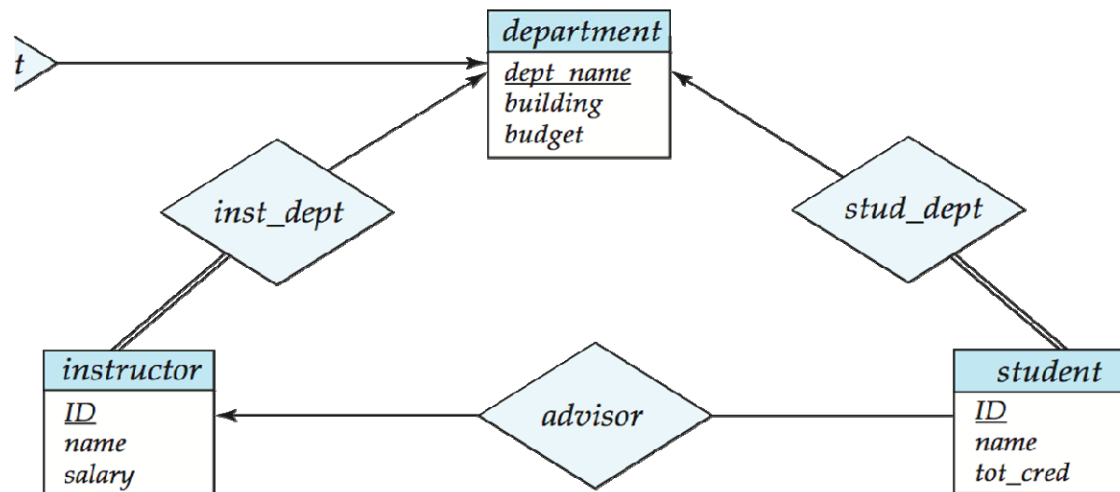 department
t
dept_name
building
budget
inst_dept
stud_dept
instructor
ID
name
salary
advisor
student
ID
name
tot_cred